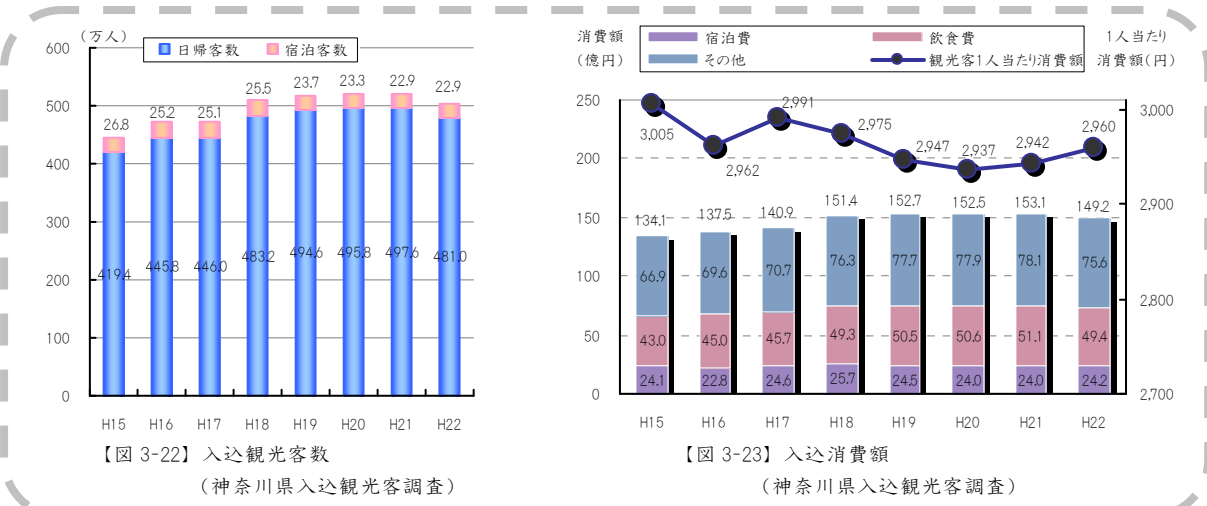 (万人)
日帰客数 宿泊客数
600
500
400
300
200
100
0
26.8 25.2 25.1 25.5 23.7 23.3 22.9 22.9
419.4 445.8 446.0 483.2 494.6 495.8 497.6 481.0
H15 H16 H17 H18 H19 H20 H21 H22
【図 3-22】入込観光客数
(神奈川県入込観光客調査)
消費額
(億円)
宿泊費 飲食費
その他 観光客1人当たり消費額
1人当たり
消費額(円)
250
200
150
100
50
0
3,000
2,900
2,800
2,700
3,005 2,962 2,991 2,975 2,947 2,937 2,942 2,960
134.1 137.5 140.9 151.4 152.7 152.5 153.1 149.2
66.9 69.6 70.7 76.3 77.7 77.9 78.1 75.6
43.0 45.0 45.7 49.3 50.5 50.6 51.1 49.4
24.1 22.8 24.6 25.7 24.5 24.0 24.0 24.2
H15 H16 H17 H18 H19 H20 H21 H22
【図 3-23】入込消費額
(神奈川県入込観光客調査)